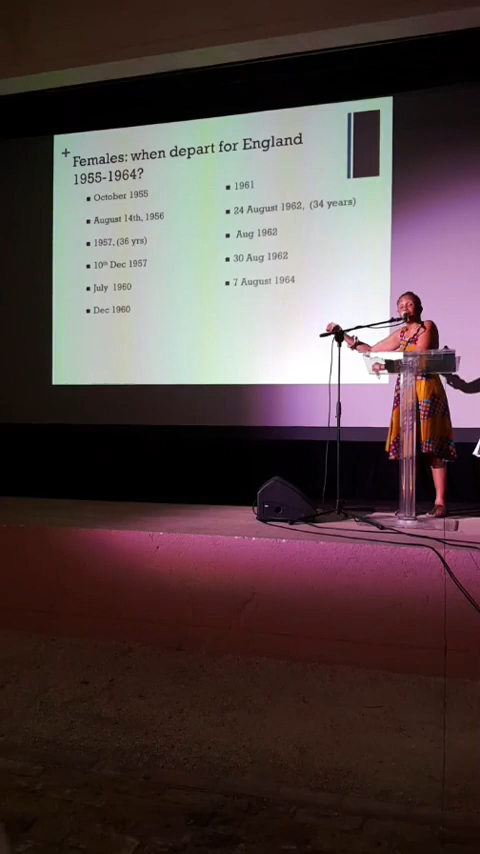 + Females: when depart for England
1955-1964?
▪ October 1955
▪ August 14th, 1956
▪ 1957, (36 yrs)
▪ 10th Dec 1957
▪ July 1960
▪ Dec 1960
▪ 1961
▪ 24 August 1962, (34 years)
▪ Aug 1962
▪ 30 Aug 1962
▪ 7 August 1964